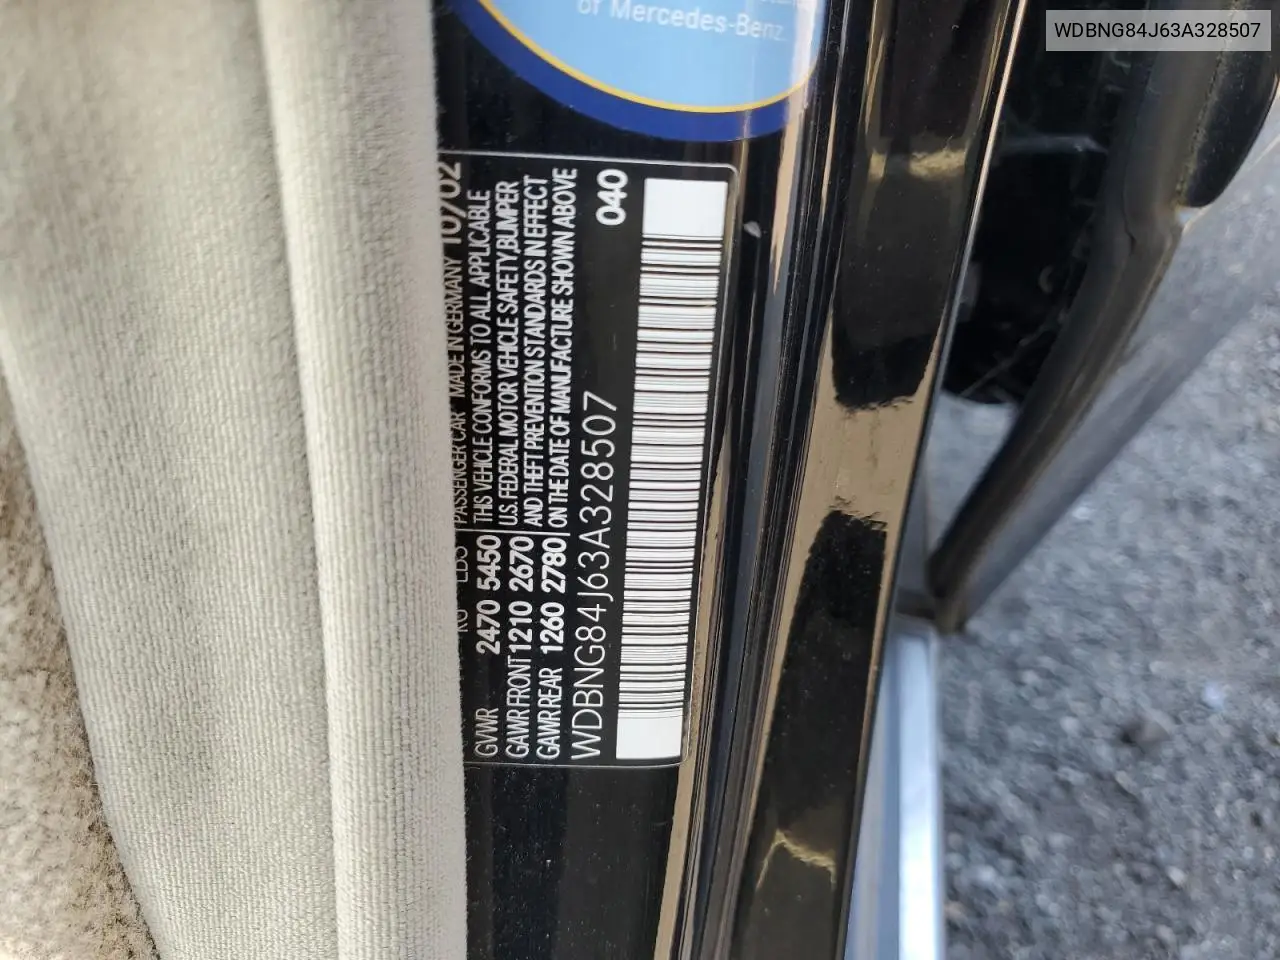 WDBNG84J63A328507
of Mercedes-Benz.
PASSENGER CAR MADE IN GERMANY 10/02
KG LBS
GVWR 2470 5450
THIS VEHICLE CONFORMS TO ALL APPLICABLE
GAWR FRONT 1210 2670
U.S. FEDERAL MOTOR VEHICLE SAFETY, BUMPER
GAWR REAR 1260 2780
AND THEFT PREVENTION STANDARDS IN EFFECT
ON THE DATE OF MANUFACTURE SHOWN ABOVE
WDBNG84J63A328507 040